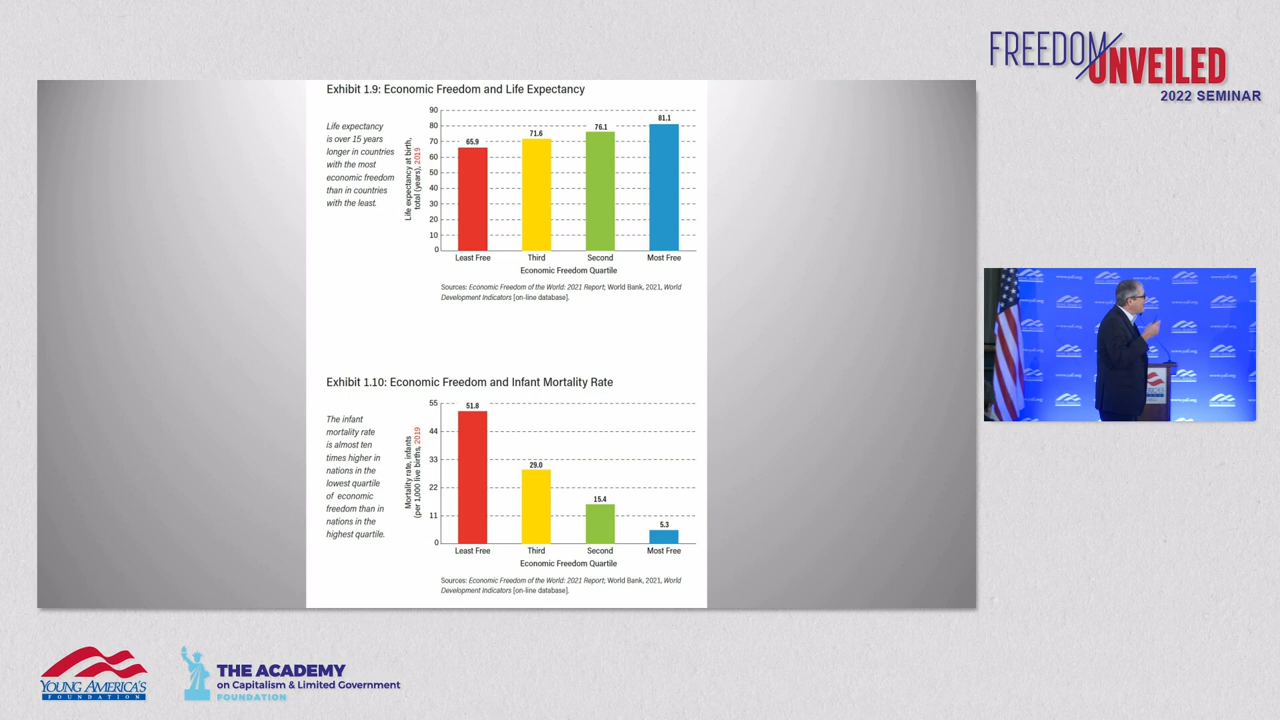 FREEDOM
UNVEILED
2022 SEMINAR
Exhibit 1.9: Economic Freedom and Life Expectancy
Life expectancy
is over 15 years
longer in countries
with the most
economic freedom
than in countries
with the least.
Life expectancy at birth,
total (years), 2019
90
80
70
60
50
40
30
20
10
0
65.9
71.6
76.1
81.1
Least Free Third Second Most Free
Economic Freedom Quartile
Sources: Economic Freedom of the World: 2021 Report; World Bank, 2021, World
Development Indicators [on-line database].
Exhibit 1.10: Economic Freedom and Infant Mortality Rate
The infant
mortality rate
is almost ten
times higher in
nations in the
lowest quartile
of economic
freedom than in
nations in the
highest quartile.
Mortality rate, infants
(per 1,000 live births, 2019
55
44
33
22
11
0
51.8
29.0
15.4
5.3
Least Free Third Second Most Free
Economic Freedom Quartile
Sources: Economic Freedom of the World: 2021 Report; World Bank, 2021, World
Development Indicators [on-line database].
YOUNG AMERICA'S
FOUNDATION
THE ACADEMY
on Capitalism & Limited Government
FOUNDATION